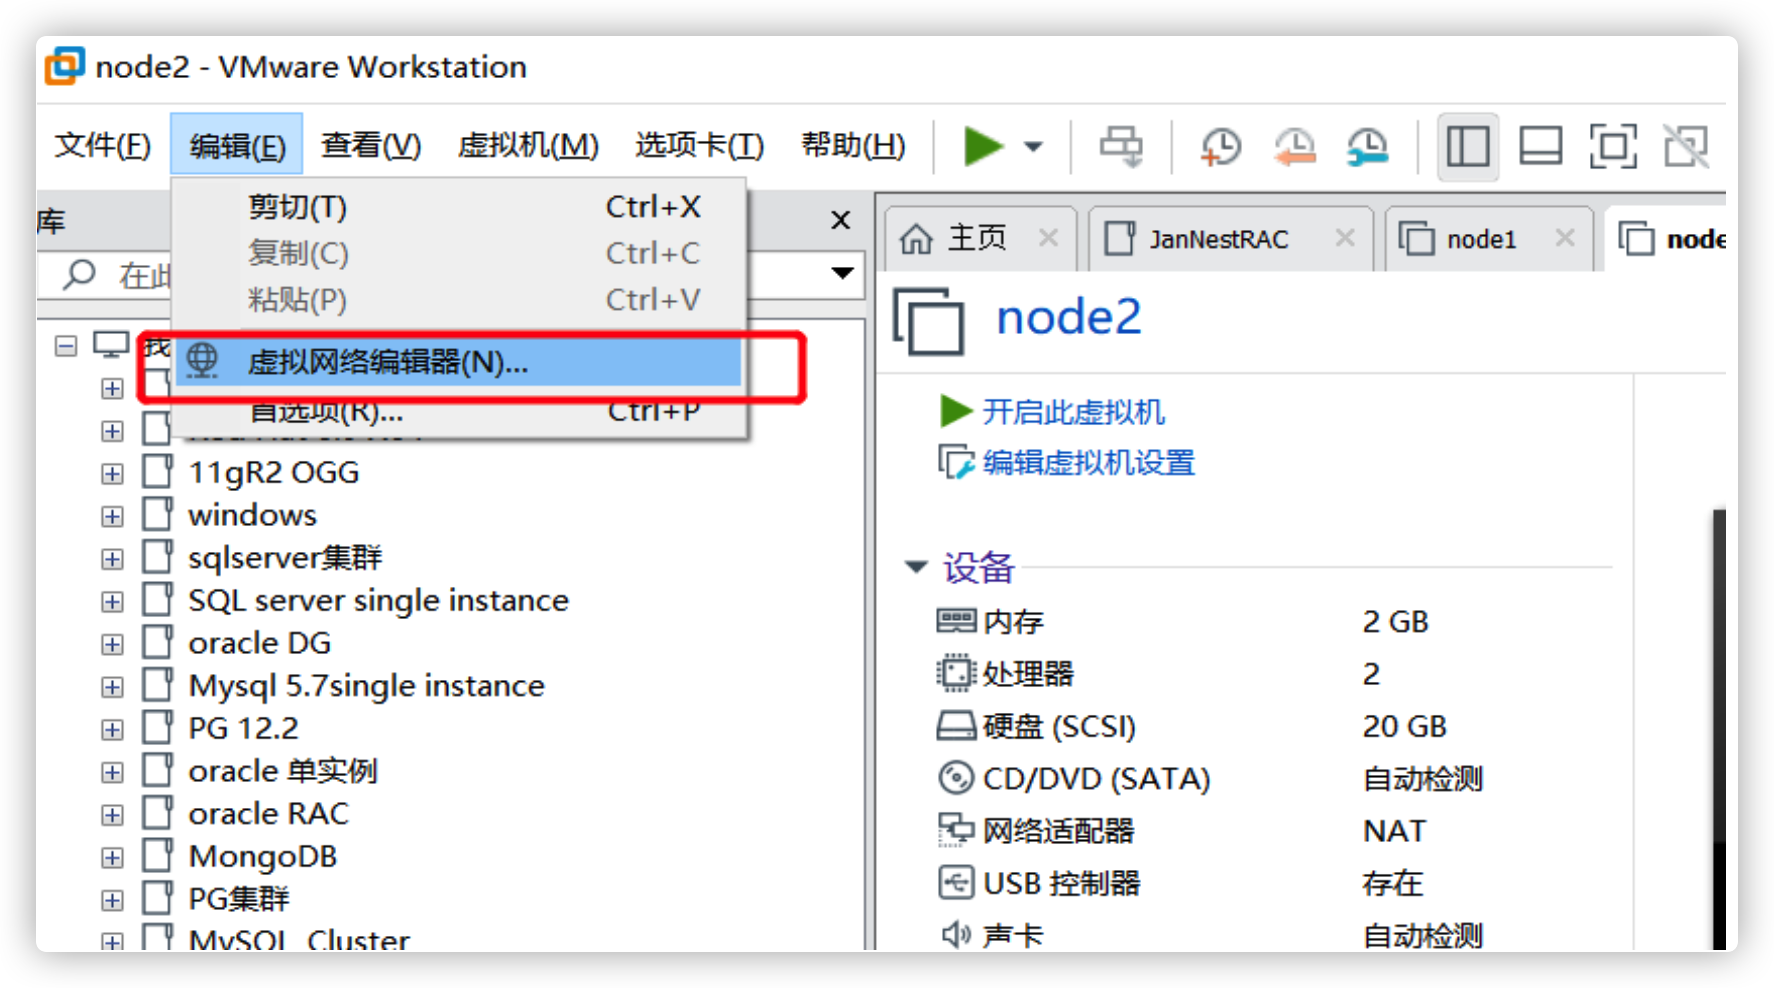 node2 - VMware Workstation
文件(F) 编辑(E) 查看(V) 虚拟机(M) 选项卡(T) 帮助(H)
剪切(T) Ctrl+X
复制(C) Ctrl+C
粘贴(P) Ctrl+V
虚拟网络编辑器(N)...
首选项(R)... Ctrl+P
库
在此
我
11gR2 OGG
windows
sqlserver集群
SQL server single instance
oracle DG
Mysql 5.7single instance
PG 12.2
oracle 单实例
oracle RAC
MongoDB
PG集群
MySQL Cluster
主页 JanNestRAC node1 node
node2
开启此虚拟机
编辑虚拟机设置
设备
内存 2 GB
处理器 2
硬盘 (SCSI) 20 GB
CD/DVD (SATA) 自动检测
网络适配器 NAT
USB 控制器 存在
声卡 自动检测